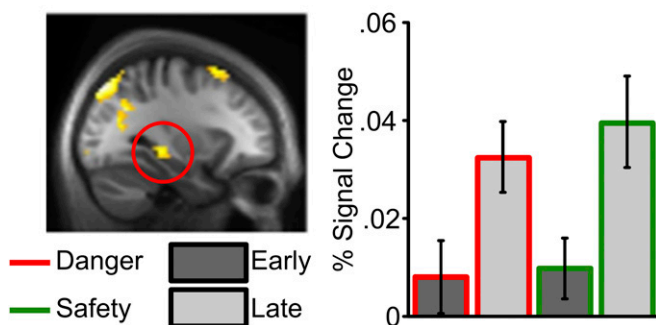 .06
.04
.02
0
% Signal Change
Danger
Early
Safety
Late